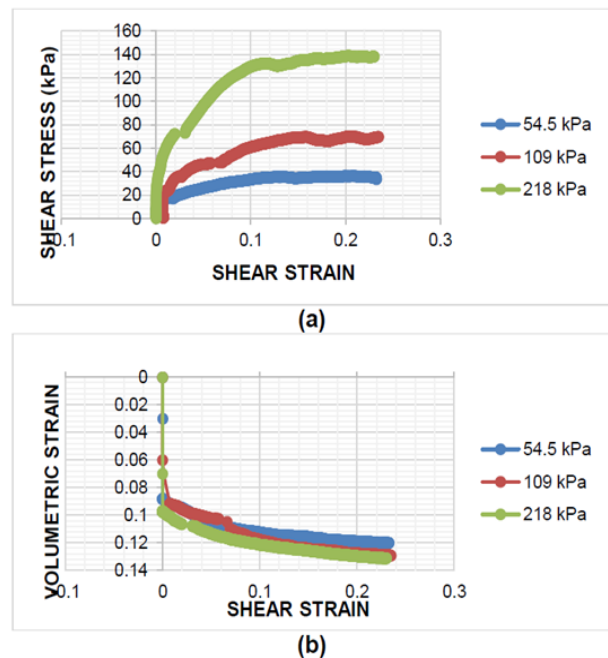 SHEAR STRESS (kPa)
160
140
120
100
80
60
40
20
0
0.1
0
0.1
0.2
0.3
SHEAR STRAIN
54.5 kPa
109 kPa
218 kPa
(a)
VOLUMETRIC STRAIN
0
0.02
0.04
0.06
0.08
0.1
0.12
0.14
0.1
0
0.1
0.2
0.3
SHEAR STRAIN
54.5 kPa
109 kPa
218 kPa
(b)